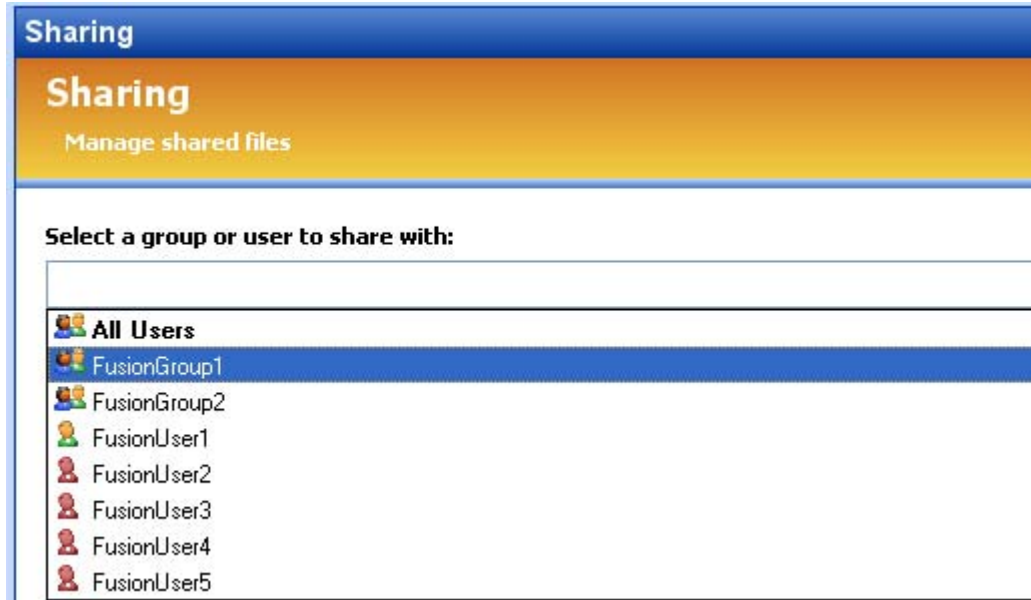 Sharing
Sharing
Manage shared files
Select a group or user to share with:
All Users
FusionGroup1
FusionGroup2
FusionUser1
FusionUser2
FusionUser3
FusionUser4
FusionUser5